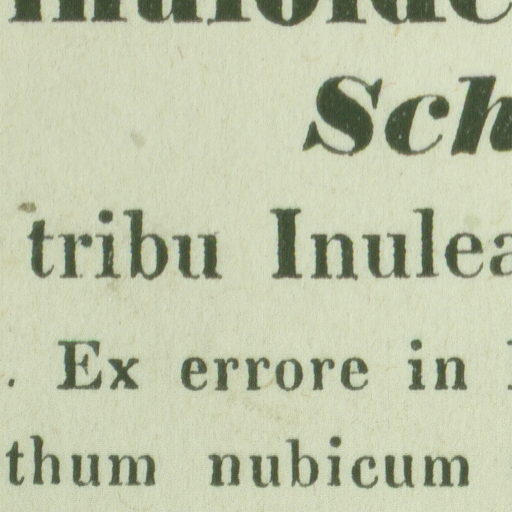 Sch
tribu Inulea
. Ex errore in
thum nubicum